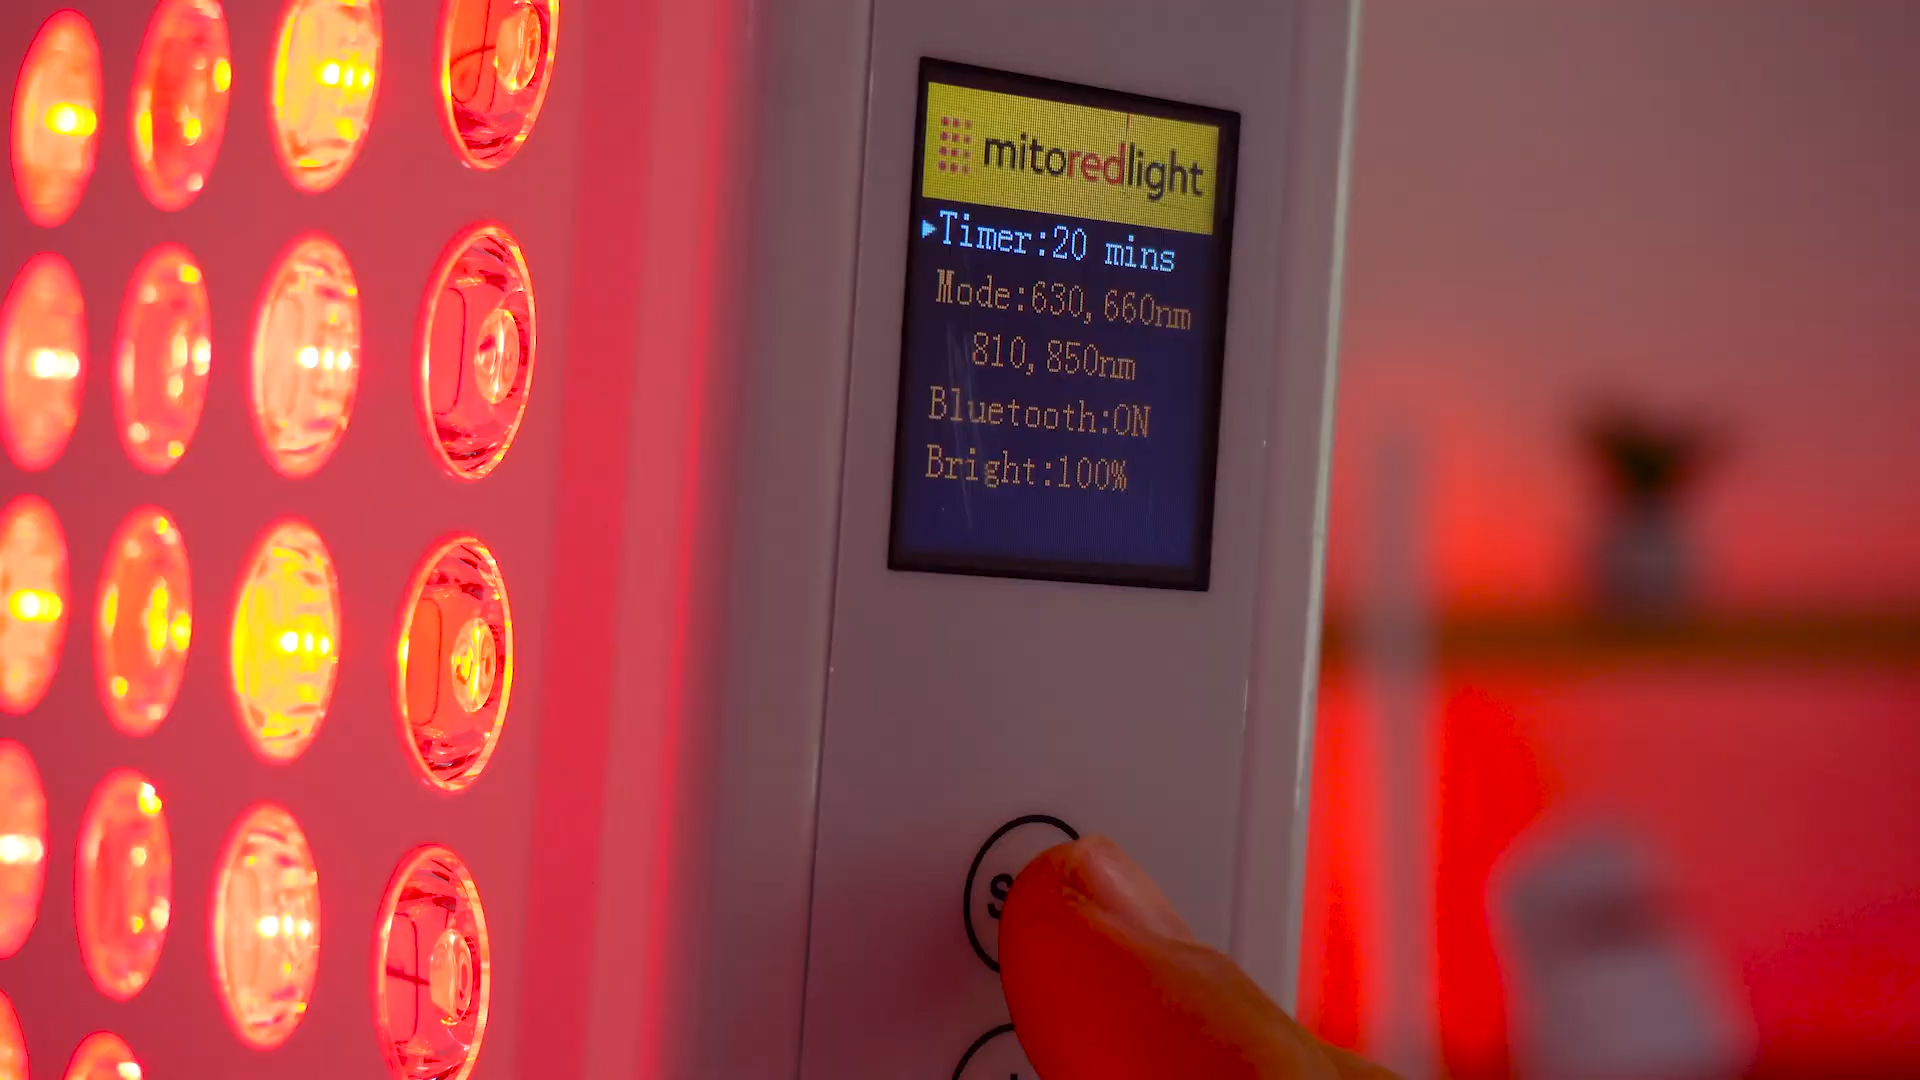 mitoredlight
▶Timer:20 mins
Mode:630,660nm
810,850nm
Bluetooth:ON
Bright:100%
S